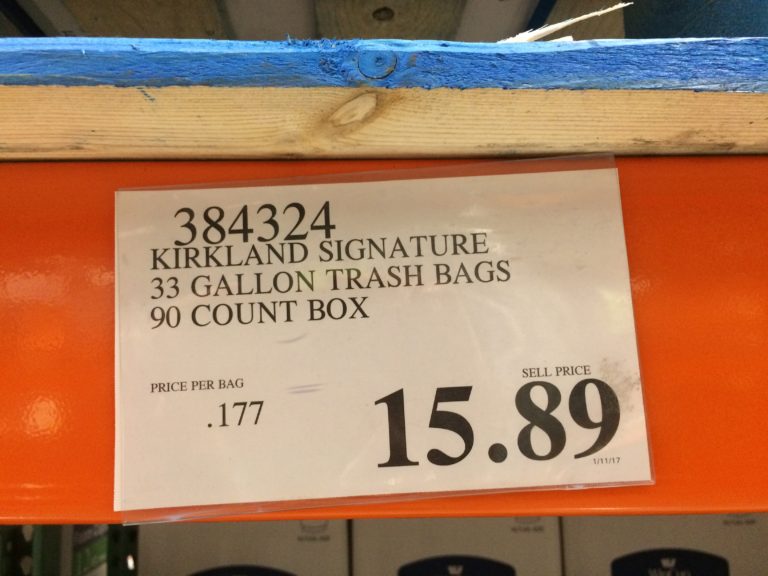 384324
KIRKLAND SIGNATURE
33 GALLON TRASH BAGS
90 COUNT BOX
PRICE PER BAG
.177
SELL PRICE
15.89
1/11/17